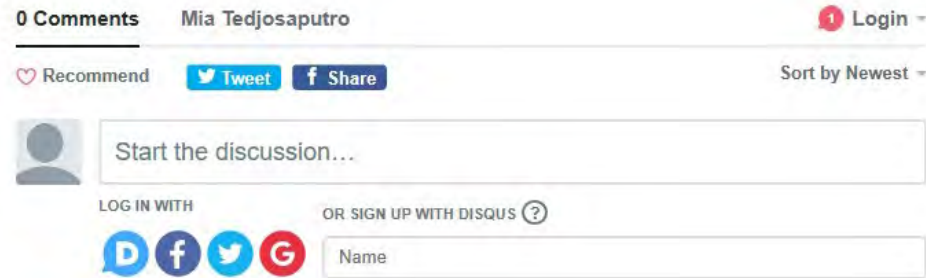 0 Comments Mia Tedjosaputro 1 Login
Recommend Tweet f Share Sort by Newest
Start the discussion…
LOG IN WITH OR SIGN UP WITH DISQUS ?
D f G Name